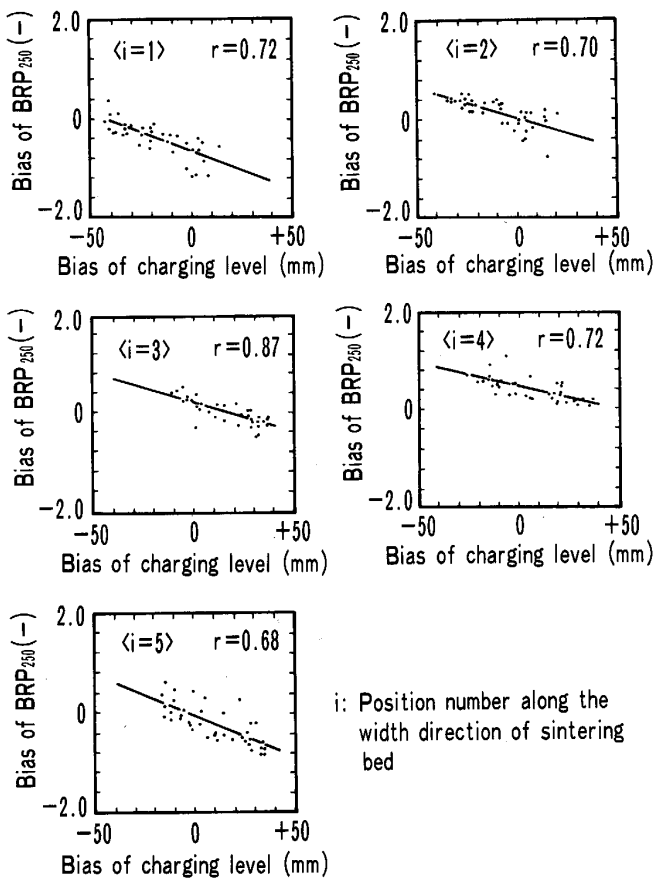 2.0
⟨i=1⟩ r=0.72
Bias of BRP250(−)
0
−2.0
−50 0 +50
Bias of charging level (mm)
2.0
⟨i=2⟩ r=0.70
Bias of BRP250(−)
0
−2.0
−50 0 +50
Bias of charging level (mm)
2.0
⟨i=3⟩ r=0.87
Bias of BRP250(−)
0
−2.0
−50 0 +50
Bias of charging level (mm)
2.0
⟨i=4⟩ r=0.72
Bias of BRP250(−)
0
−2.0
−50 0 +50
Bias of charging level (mm)
2.0
⟨i=5⟩ r=0.68
Bias of BRP250(−)
0
−2.0
−50 0 +50
Bias of charging level (mm)
i: Position number along the
width direction of sintering
bed